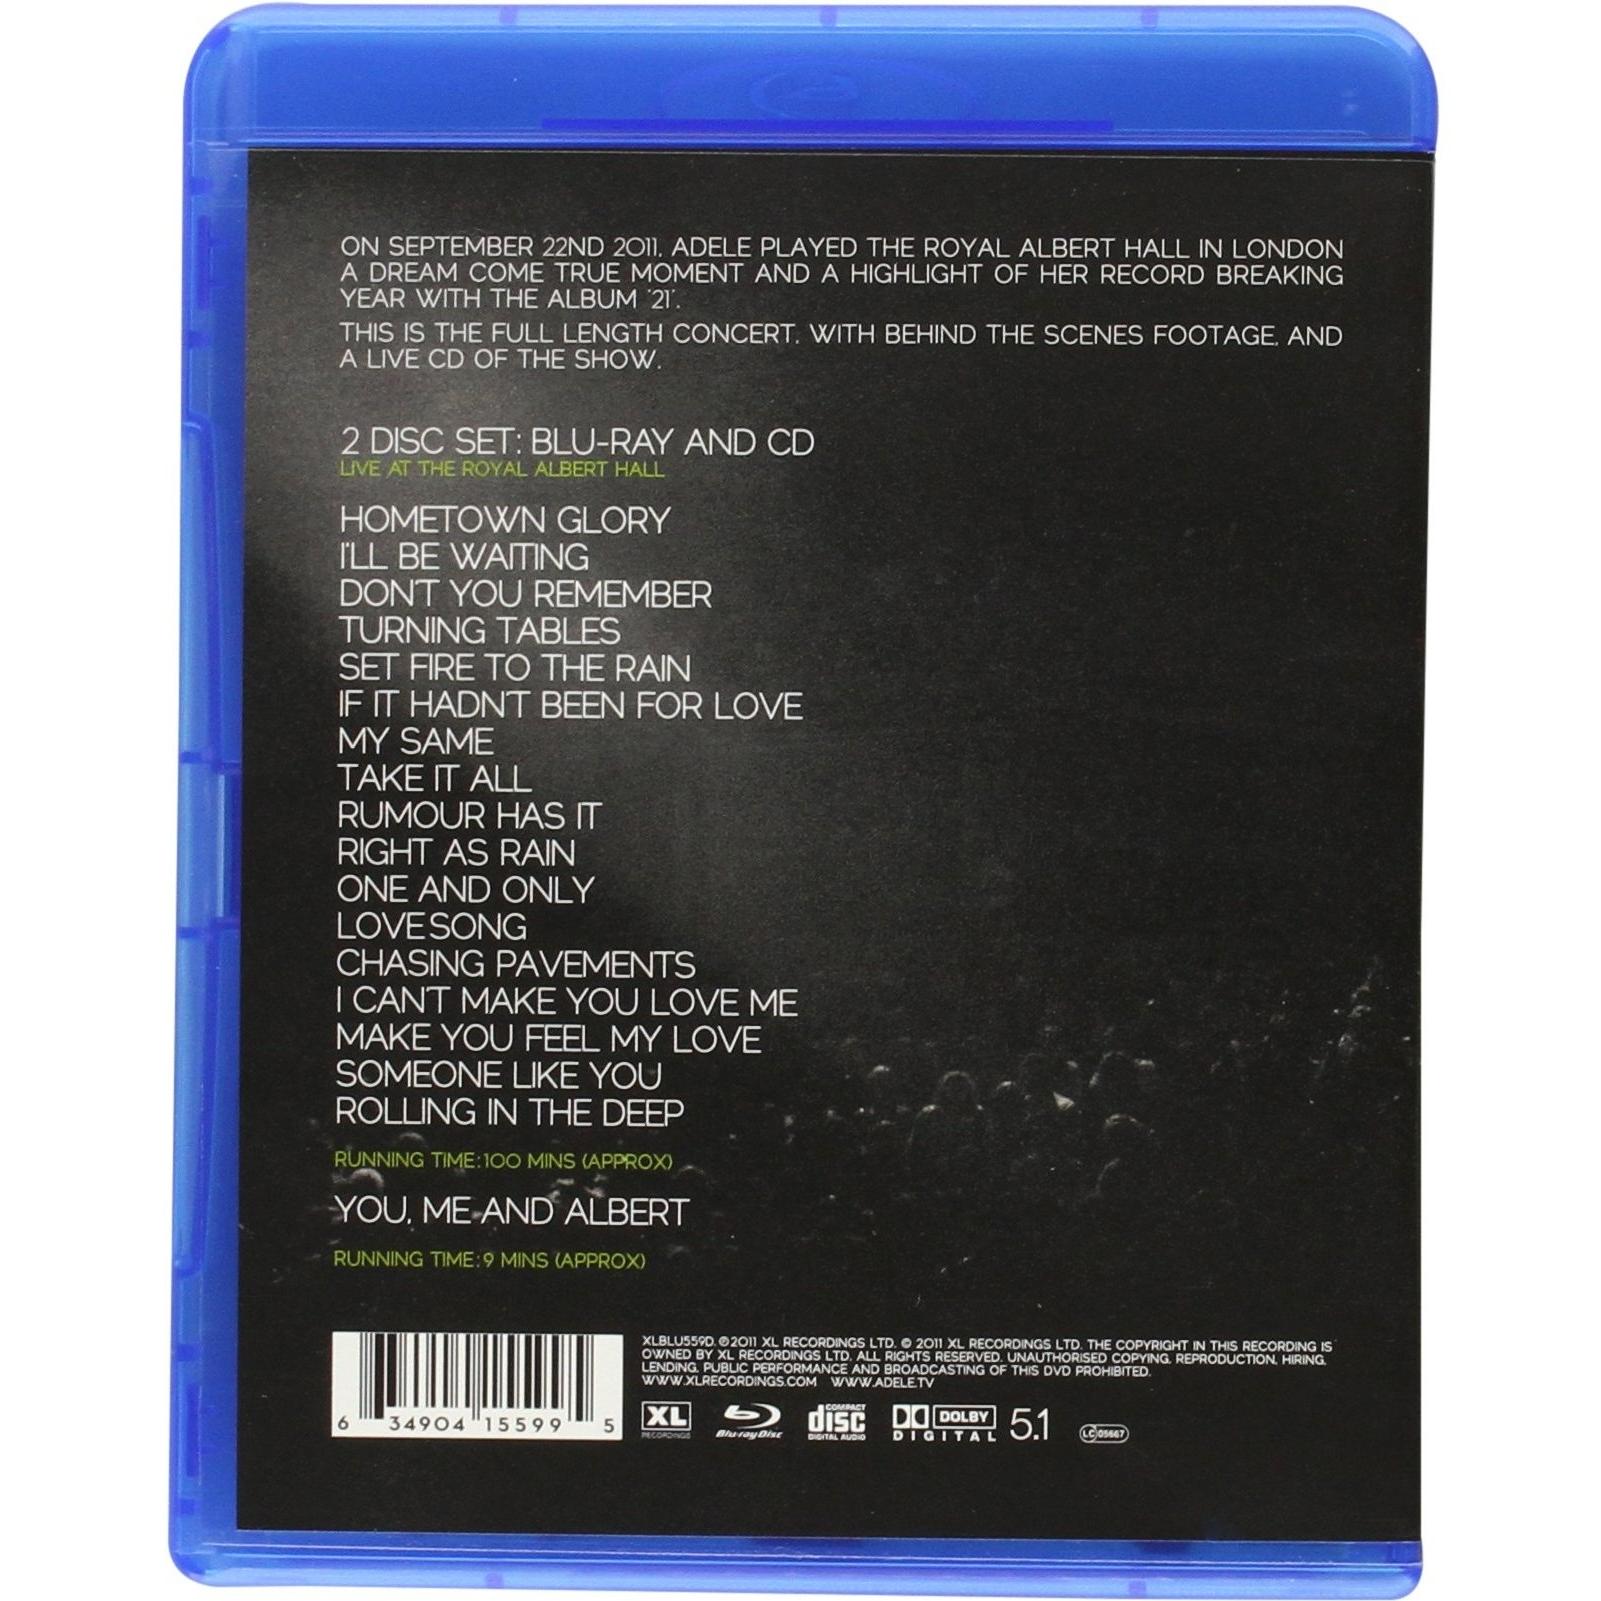 ON SEPTEMBER 22ND 2011, ADELE PLAYED THE ROYAL ALBERT HALL IN LONDON
A DREAM COME TRUE MOMENT AND A HIGHLIGHT OF HER RECORD BREAKING
YEAR WITH THE ALBUM '21'.
THIS IS THE FULL LENGTH CONCERT, WITH BEHIND THE SCENES FOOTAGE, AND
A LIVE CD OF THE SHOW.
2 DISC SET: BLU-RAY AND CD
LIVE AT THE ROYAL ALBERT HALL
HOMETOWN GLORY
I'LL BE WAITING
DON'T YOU REMEMBER
TURNING TABLES
SET FIRE TO THE RAIN
IF IT HADN'T BEEN FOR LOVE
MY SAME
TAKE IT ALL
RUMOUR HAS IT
RIGHT AS RAIN
ONE AND ONLY
LOVESONG
CHASING PAVEMENTS
I CAN'T MAKE YOU LOVE ME
MAKE YOU FEEL MY LOVE
SOMEONE LIKE YOU
ROLLING IN THE DEEP
RUNNING TIME: 100 MINS (APPROX)
YOU, ME AND ALBERT
RUNNING TIME: 9 MINS (APPROX)
XLBLU559D. ℗ 2011 XL RECORDINGS LTD. © 2011 XL RECORDINGS LTD. THE COPYRIGHT IN THIS RECORDING IS
OWNED BY XL RECORDINGS LTD. ALL RIGHTS RESERVED. UNAUTHORISED COPYING, REPRODUCTION, HIRING,
LENDING, PUBLIC PERFORMANCE AND BROADCASTING OF THIS DVD PROHIBITED.
WWW.XLRECORDINGS.COM WWW.ADELE.TV
6 34904 15599 5
XL RECORDINGS
Blu-ray Disc
COMPACT disc DIGITAL AUDIO
DOLBY DIGITAL 5.1
LC 05667